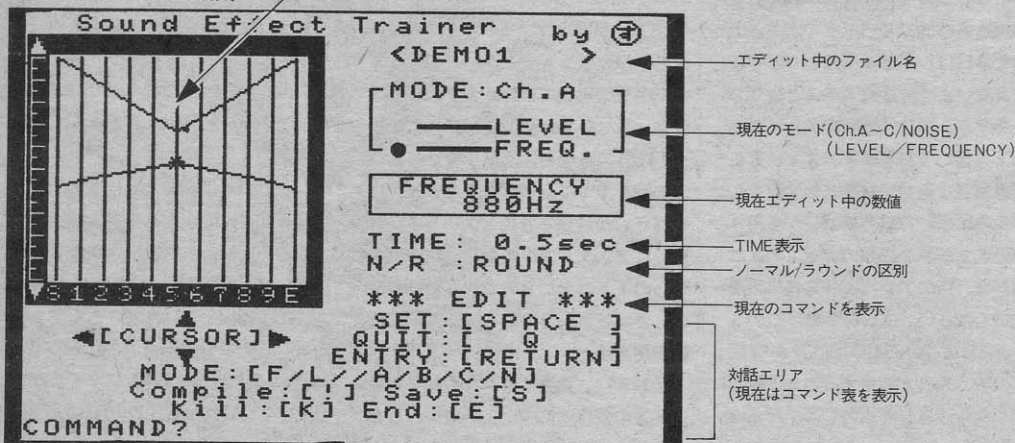 Sound Effect Trainer by す
<DEMO1 >
エディット中のファイル名
MODE:Ch.A
LEVEL
FREQ.
現在のモード(Ch.A~C/NOISE)
(LEVEL/FREQUENCY)
FREQUENCY
880Hz
現在エディット中の数値
TIME: 0.5sec
TIME表示
N/R :ROUND
ノーマル/ラウンドの区別
S123456789E
*** EDIT ***
現在のコマンドを表示
[CURSOR]
SET:[SPACE ]
QUIT:[ Q ]
ENTRY:[RETURN]
MODE:[F/L//A/B/C/N]
Compile:[!] Save:[S]
Kill:[K] End:[E]
COMMAND?
対話エリア
(現在はコマンド表を表示)